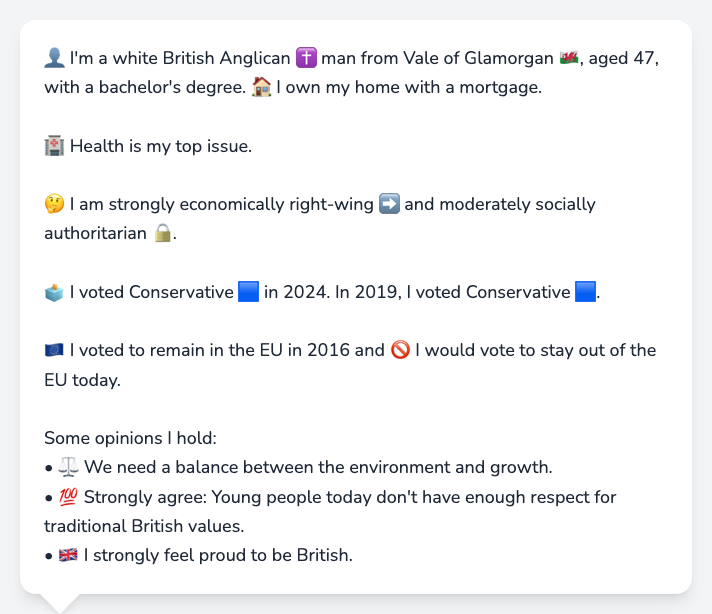 👤 I'm a white British Anglican ✝️ man from Vale of Glamorgan 🏴󠁧󠁢󠁷󠁬󠁳󠁿, aged 47,
with a bachelor's degree. 🏠 I own my home with a mortgage.
🏥 Health is my top issue.
🤔 I am strongly economically right-wing ➡️ and moderately socially
authoritarian 🔒.
🗳️ I voted Conservative 🟦 in 2024. In 2019, I voted Conservative 🟦.
🇪🇺 I voted to remain in the EU in 2016 and 🚫 I would vote to stay out of the
EU today.
Some opinions I hold:
• ⚖️ We need a balance between the environment and growth.
• 💯 Strongly agree: Young people today don't have enough respect for
traditional British values.
• 🇬🇧 I strongly feel proud to be British.